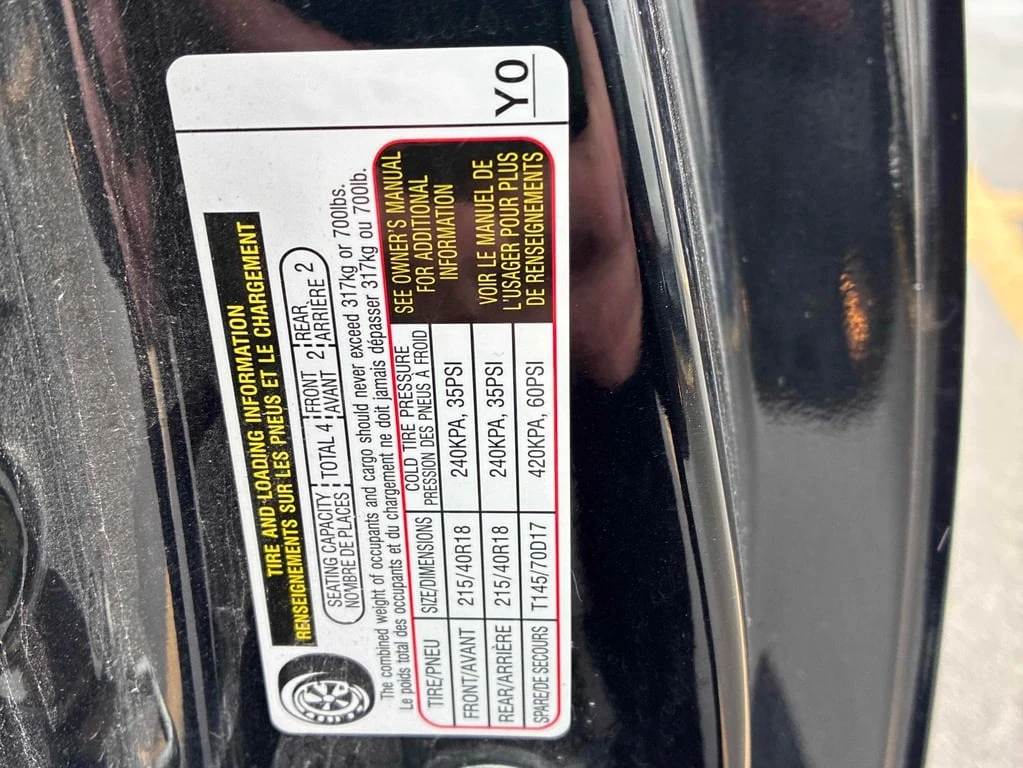 TIRE AND LOADING INFORMATION
RENSEIGNEMENTS SUR LES PNEUS ET LE CHARGEMENT
SEATING CAPACITY TOTAL 4 FRONT 2 REAR 2
NOMBRE DE PLACES AVANT ARRIÈRE
The combined weight of occupants and cargo should never exceed 317kg or 700lbs.
Le poids total des occupants et du chargement ne doit jamais dépasser 317kg ou 700lb.
TIRE/PNEU SIZE/DIMENSIONS COLD TIRE PRESSURE
PRESSION DES PNEUS À FROID
FRONT/AVANT 215/40R18 240KPA, 35PSI
REAR/ARRIÈRE 215/40R18 240KPA, 35PSI
SPARE/DE SECOURS T145/70D17 420KPA, 60PSI
SEE OWNER'S MANUAL
FOR ADDITIONAL
INFORMATION
VOIR LE MANUEL DE
L'USAGER POUR PLUS
DE RENSEIGNEMENTS
YO